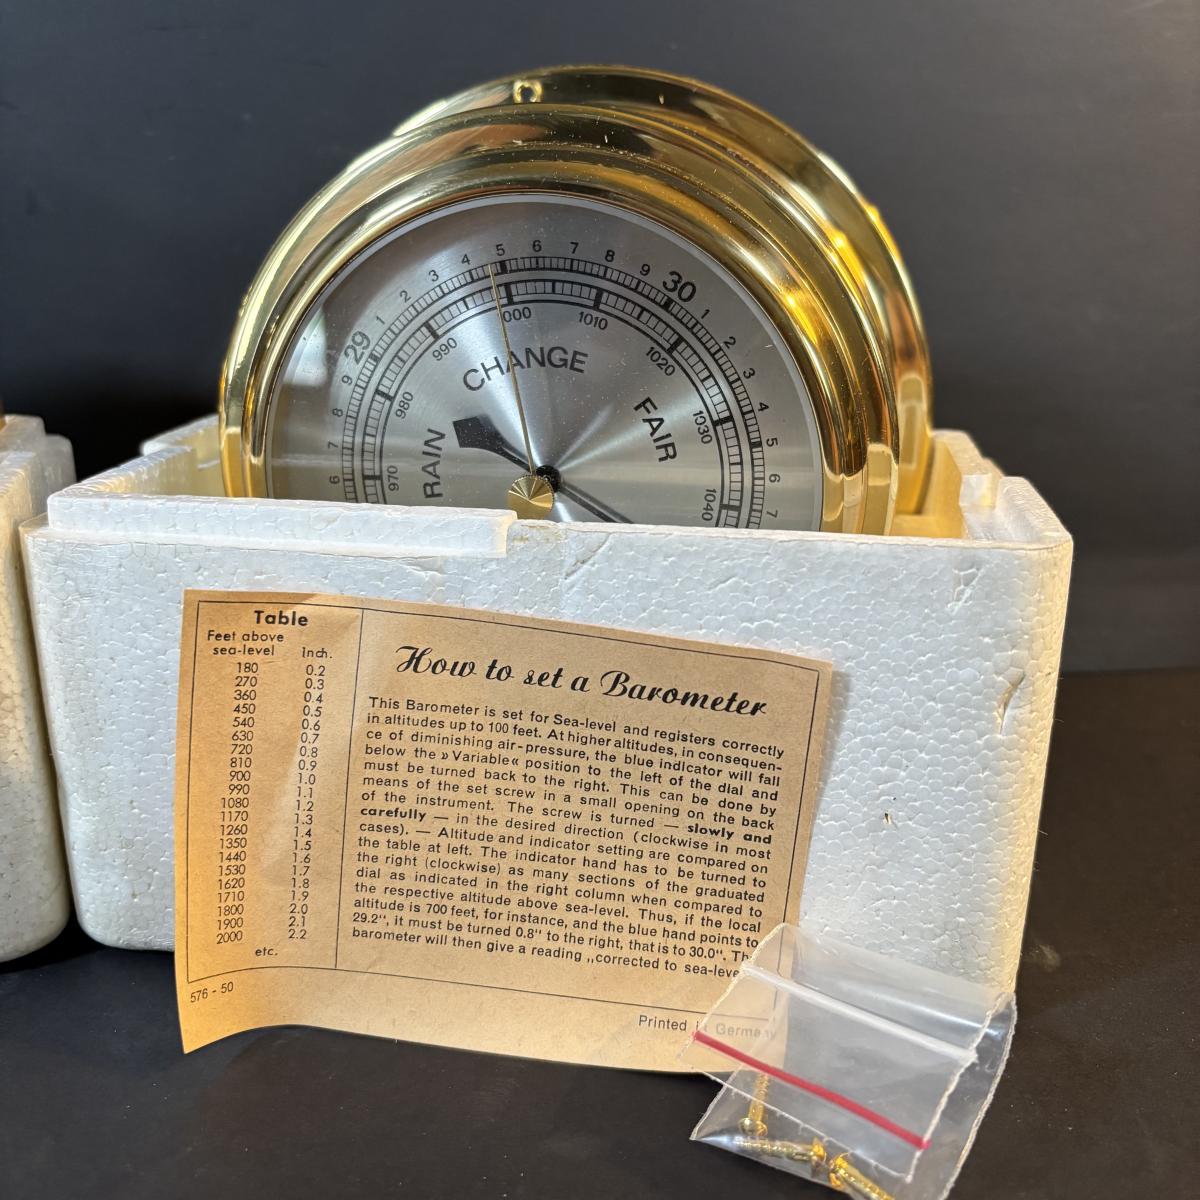 5 6 7 8 9 30 1 2 3 4 5 6 7
4 3 2 1 29 9 8 7 6
970 980 990 000 1010 1020 1030 1040
RAIN CHANGE FAIR
Table
Feet above
sea-level Inch.
180 0.2
270 0.3
360 0.4
450 0.5
540 0.6
630 0.7
720 0.8
810 0.9
900 1.0
990 1.1
1080 1.2
1170 1.3
1260 1.4
1350 1.5
1440 1.6
1530 1.7
1620 1.8
1710 1.9
1800 2.0
1900 2.1
2000 2.2
etc.
576 - 50
How to set a Barometer
This Barometer is set for Sea-level and registers correctly
in altitudes up to 100 feet. At higher altitudes, in consequen-
ce of diminishing air-pressure, the blue indicator will fall
below the »Variable« position to the left of the dial and
must be turned back to the right. This can be done by
means of the set screw in a small opening on the back
of the instrument. The screw is turned — slowly and
carefully — in the desired direction (clockwise in most
cases). — Altitude and indicator setting are compared on
the table at left. The indicator hand has to be turned to
the right (clockwise) as many sections of the graduated
dial as indicated in the right column when compared to
the respective altitude above sea-level. Thus, if the local
altitude is 700 feet, for instance, and the blue hand points to
29.2“, it must be turned 0.8“ to the right, that is to 30.0“. Th
barometer will then give a reading „corrected to sea-leve
Printed in Germany